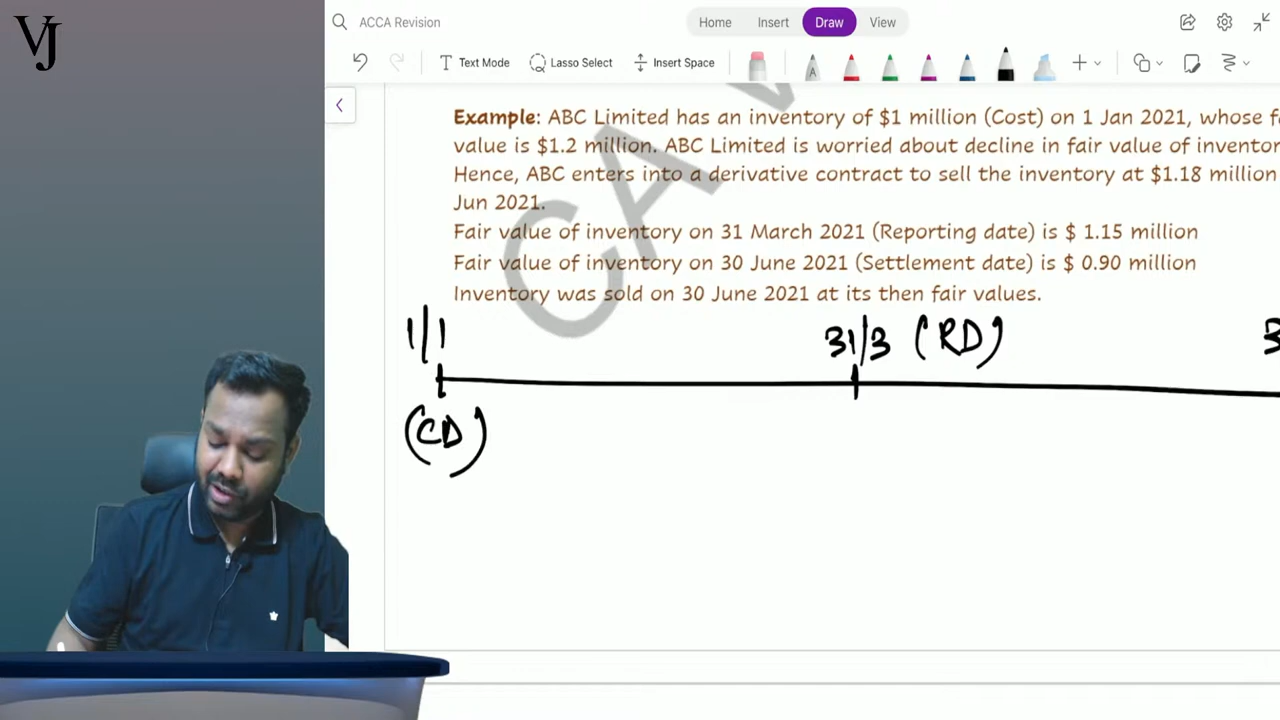 VJ
ACCA Revision
Home Insert Draw View
Text Mode Lasso Select Insert Space
A
Example: ABC Limited has an inventory of $1 million (Cost) on 1 Jan 2021, whose
value is $1.2 million. ABC Limited is worried about decline in fair value of
Hence, ABC enters into a derivative contract to sell the inventory at $1.18 million
Jun 2021.
Fair value of inventory on 31 March 2021 (Reporting date) is $ 1.15 million
Fair value of inventory on 30 June 2021 (Settlement date) is $ 0.90 million
Inventory was sold on 30 June 2021 at its then fair values.
CA V
1/1 31/3 (RD) 3
(CD)